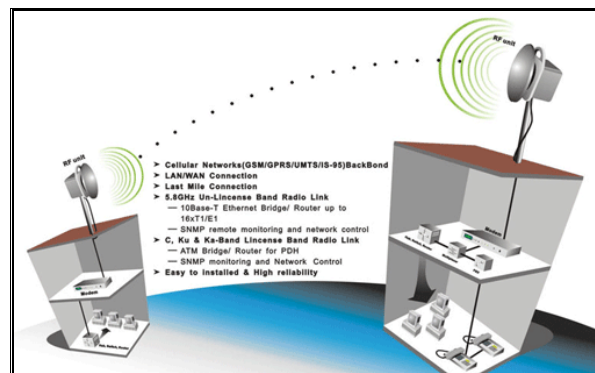 RF unit
RF unit
➤ Cellular Networks(GSM/GPRS/UMTS/IS-95)BackBond
➤ LAN/WAN Connection
➤ Last Mile Connection
➤ 5.8GHz Un-Lincense Band Radio Link
— 10Base-T Ethernet Bridge/ Router up to
16xT1/E1
— SNMP remote monitoring and network control
➤ C, Ku & Ka-Band Lincense Band Radio Link
— ATM Bridge/ Router for PDH
— SNMP monitoring and Network Control
➤ Easy to installed & High reliability
Modem
Modem
Hub, Switch, Router